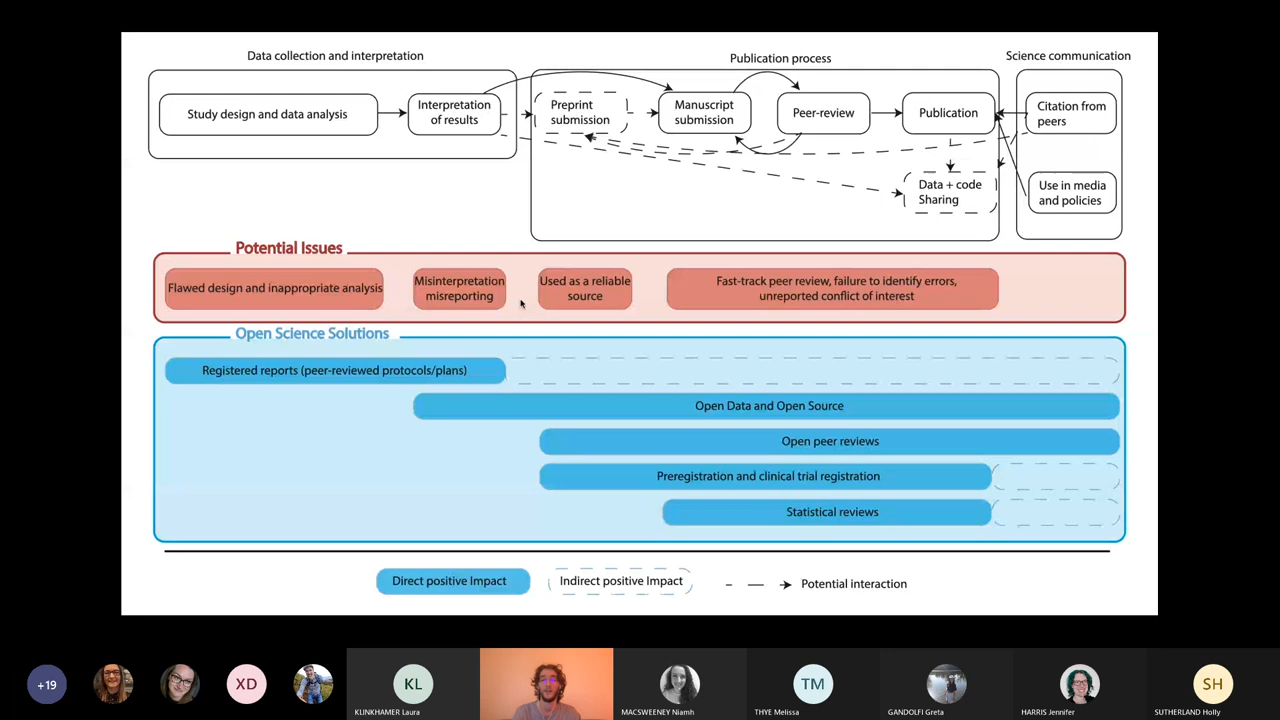 Data collection and interpretation
Publication process
Science communication
Study design and data analysis
Interpretation
of results
Preprint
submission
Manuscript
submission
Peer-review
Publication
Citation from
peers
Data + code
Sharing
Use in media
and policies
Potential Issues
Flawed design and inappropriate analysis
Misinterpretation
misreporting
Used as a reliable
source
Fast-track peer review, failure to identify errors,
unreported conflict of interest
Open Science Solutions
Registered reports (peer-reviewed protocols/plans)
Open Data and Open Source
Open peer reviews
Preregistration and clinical trial registration
Statistical reviews
Direct positive Impact
Indirect positive Impact
Potential interaction
+19
XD
KL
TM
SH
KLINKHAMER Laura
MACSWEENEY Niamh
THYE Melissa
GANDOLFI Greta
HARRIS Jennifer
SUTHERLAND Holly